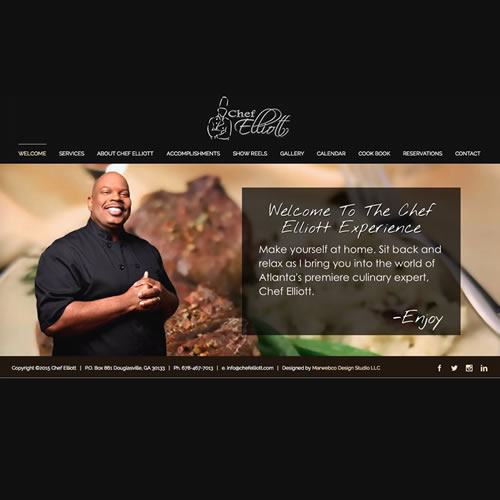 Chef
Elliott
WELCOME SERVICES ABOUT CHEF ELLIOTT ACCOMPLISHMENTS SHOW REELS GALLERY CALENDAR COOK BOOK RESERVATIONS CONTACT
Welcome To The Chef
Elliott Experience
Make yourself at home. Sit back and
relax as I bring you into the world of
Atlanta's premiere culinary expert,
Chef Elliott.
-Enjoy
Copyright ©2015 Chef Elliott | P.O. Box 861 Douglasville, GA 30133 | Ph. 678-467-7013 | e. info@chefelliott.com | Designed by Marwebco Design Studio LLC